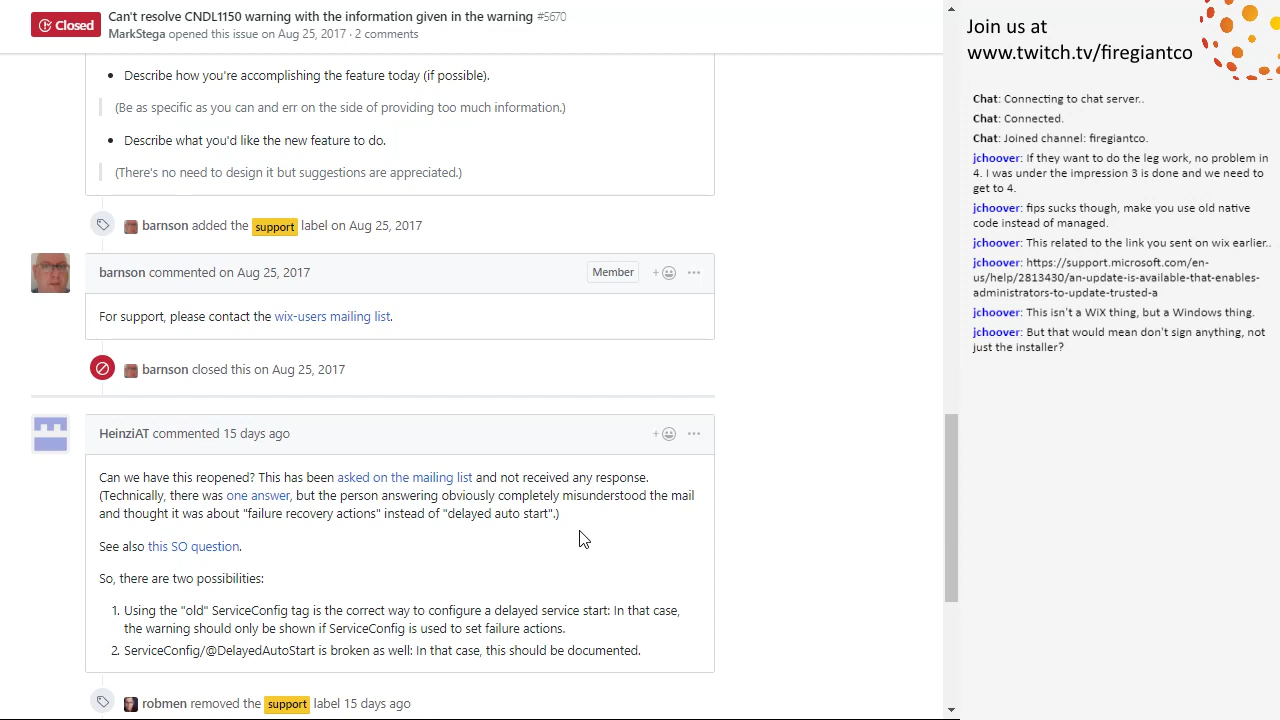 Closed
Can't resolve CNDL1150 warning with the information given in the warning #5670
MarkStega opened this issue on Aug 25, 2017 · 2 comments
• Describe how you're accomplishing the feature today (if possible).
(Be as specific as you can and err on the side of providing too much information.)
• Describe what you'd like the new feature to do.
(There's no need to design it but suggestions are appreciated.)
barnson added the support label on Aug 25, 2017
barnson commented on Aug 25, 2017
Member
For support, please contact the wix-users mailing list.
barnson closed this on Aug 25, 2017
HeinziAT commented 15 days ago
Can we have this reopened? This has been asked on the mailing list and not received any response.
(Technically, there was one answer, but the person answering obviously completely misunderstood the mail
and thought it was about "failure recovery actions" instead of "delayed auto start".)
See also this SO question.
So, there are two possibilities:
1. Using the "old" ServiceConfig tag is the correct way to configure a delayed service start: In that case,
the warning should only be shown if ServiceConfig is used to set failure actions.
2. ServiceConfig/@DelayedAutoStart is broken as well: In that case, this should be documented.
robmen removed the support label 15 days ago
Join us at
www.twitch.tv/firegiantco
Chat: Connecting to chat server..
Chat: Connected.
Chat: Joined channel: firegiantco.
jchoover: If they want to do the leg work, no problem in
4. I was under the impression 3 is done and we need to
get to 4.
jchoover: fips sucks though, make you use old native
code instead of managed.
jchoover: This related to the link you sent on wix earlier..
jchoover: https://support.microsoft.com/en-
us/help/2813430/an-update-is-available-that-enables-
administrators-to-update-trusted-a
jchoover: This isn't a WiX thing, but a Windows thing.
jchoover: But that would mean don't sign anything, not
just the installer?